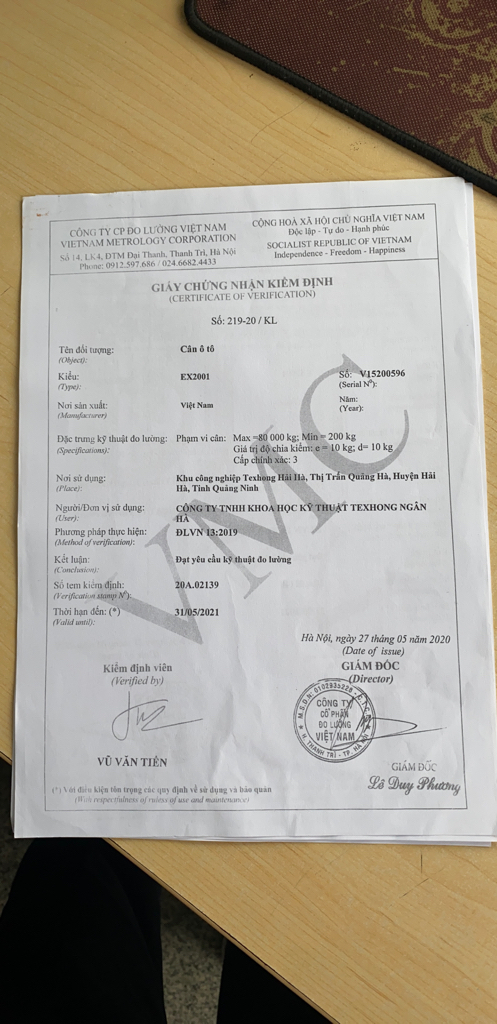 CÔNG TY CP ĐO LƯỜNG VIỆT NAM
VIETNAM METROLOGY CORPORATION
Số 14, LK4, ĐTM Đại Thanh, Thanh Trì, Hà Nội
Phone: 0912.597.686 / 024.6682.4433
CỘNG HOÀ XÃ HỘI CHỦ NGHĨA VIỆT NAM
Độc lập - Tự do - Hạnh phúc
SOCIALIST REPUBLIC OF VIETNAM
Independence - Freedom - Happiness
GIẤY CHỨNG NHẬN KIỂM ĐỊNH
(CERTIFICATE OF VERIFICATION)
Số: 219-20 / KL
Tên đối tượng: Cân ô tô
(Object):
Kiểu: EX2001 Số: V15200596
(Type): (Serial Nº):
Nơi sản xuất: Việt Nam Năm:
(Manufacturer) (Year):
Đặc trưng kỹ thuật đo lường: Phạm vi cân: Max =80 000 kg; Min = 200 kg
(Specifications): Giá trị độ chia kiểm: e = 10 kg; d= 10 kg
Cấp chính xác: 3
Nơi sử dụng: Khu công nghiệp Texhong Hải Hà, Thị Trấn Quảng Hà, Huyện Hải
(Place): Hà, Tỉnh Quảng Ninh
Người/Đơn vị sử dụng: CÔNG TY TNHH KHOA HỌC KỸ THUẬT TEXHONG NGÂN
(User): HÀ
Phương pháp thực hiện: ĐLVN 13:2019
(Method of verification):
Kết luận: Đạt yêu cầu kỹ thuật đo lường
(Conclusion):
Số tem kiểm định: 20A.02139
(Verification stamp Nº):
Thời hạn đến: (*) 31/05/2021
(Valid until):
VMC
Hà Nội, ngày 27 tháng 05 năm 2020
(Date of issue)
Kiểm định viên
(Verified by)
GIÁM ĐỐC
(Director)
M.S.D.N: 0102935228 - C.T.C.P
CÔNG TY
CỔ PHẦN
ĐO LƯỜNG
VIỆT NAM
H. THANH TRÌ - TP. HÀ NỘI
VŨ VĂN TIẾN
GIÁM ĐỐC
Lê Duy Phương
(*) Với điều kiện tôn trọng các quy định về sử dụng và bảo quản
(With respectfulness of rules of use and maintenance)